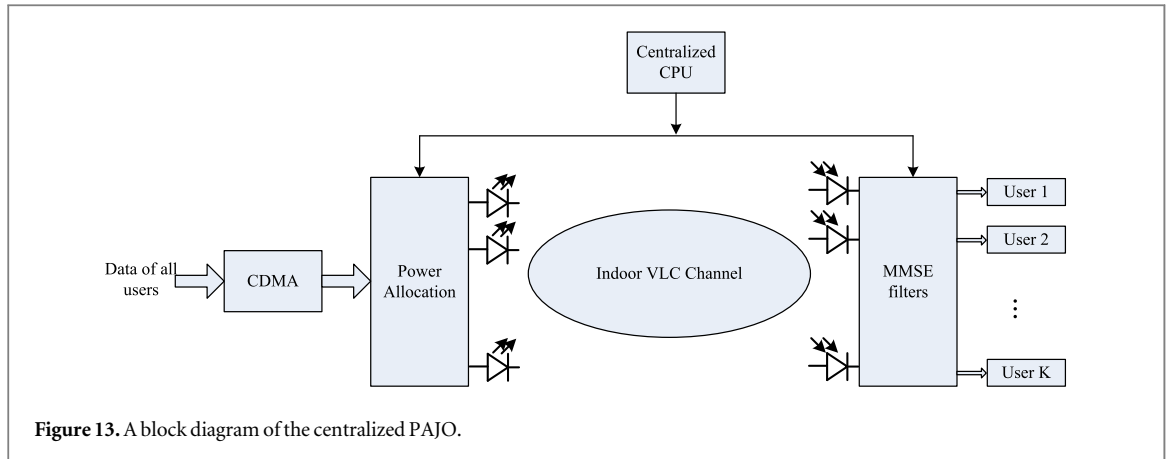 Centralized
CPU
Data of all
users
CDMA
Power
Allocation
Indoor VLC Channel
MMSE
filters
User 1
User 2
⋮
User K
Figure 13. A block diagram of the centralized PAJO.